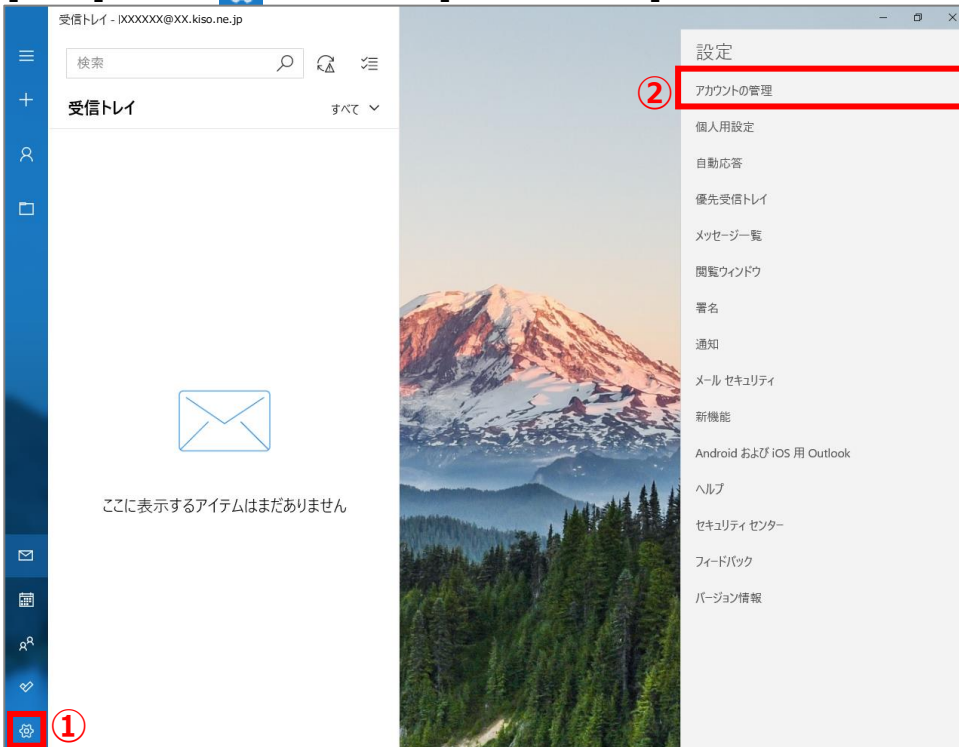 受信トレイ - IXXXXXX@XX.kiso.ne.jp
検索
受信トレイ
すべて
ここに表示するアイテムはまだありません
①
設定
②
アカウントの管理
個人用設定
自動応答
優先受信トレイ
メッセージ一覧
閲覧ウィンドウ
署名
通知
メール セキュリティ
新機能
Android および iOS 用 Outlook
ヘルプ
セキュリティ センター
フィードバック
バージョン情報